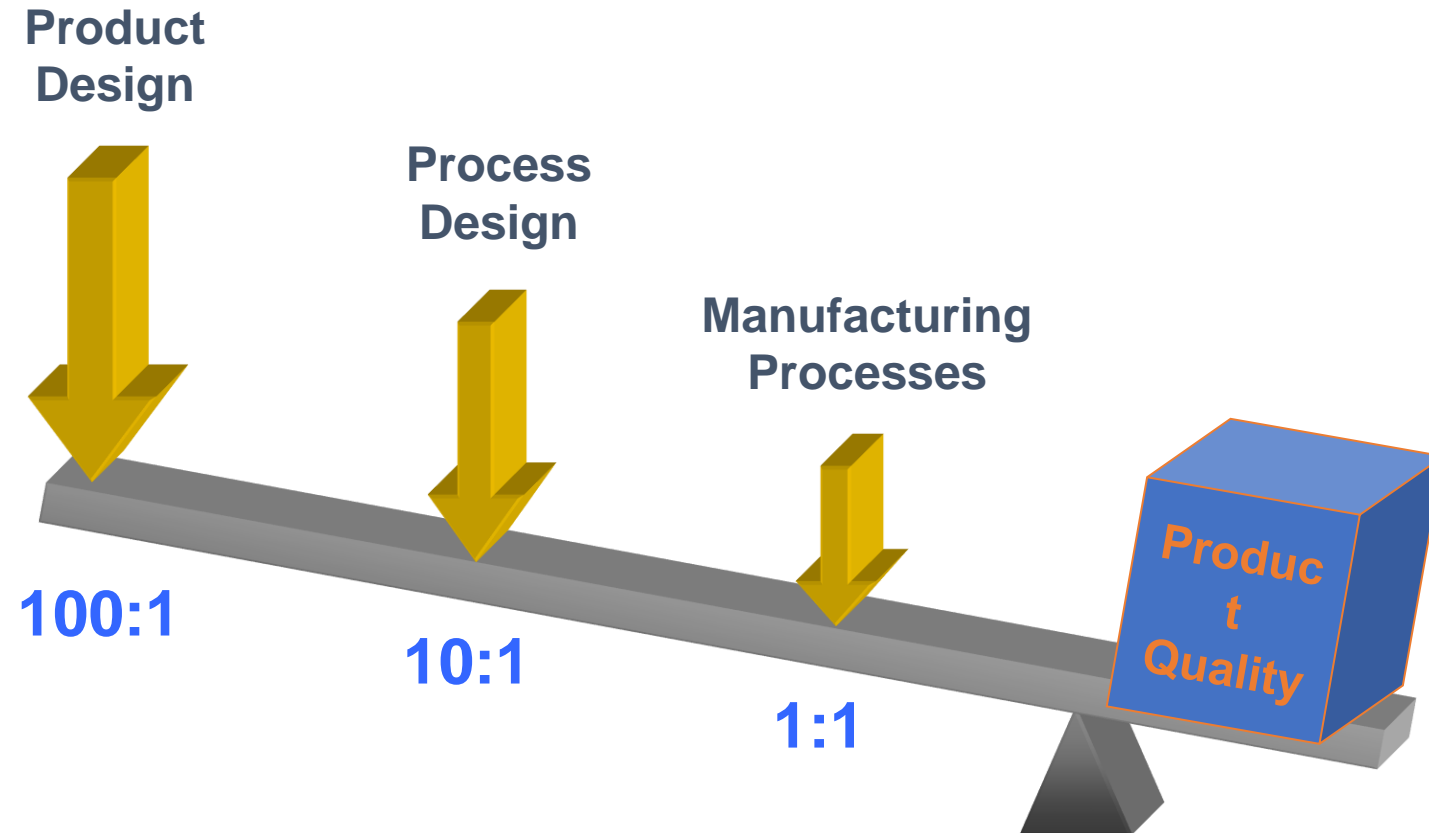 Product
Design
Process
Design
Manufacturing
Processes
Produc
t
Quality
100:1
10:1
1:1